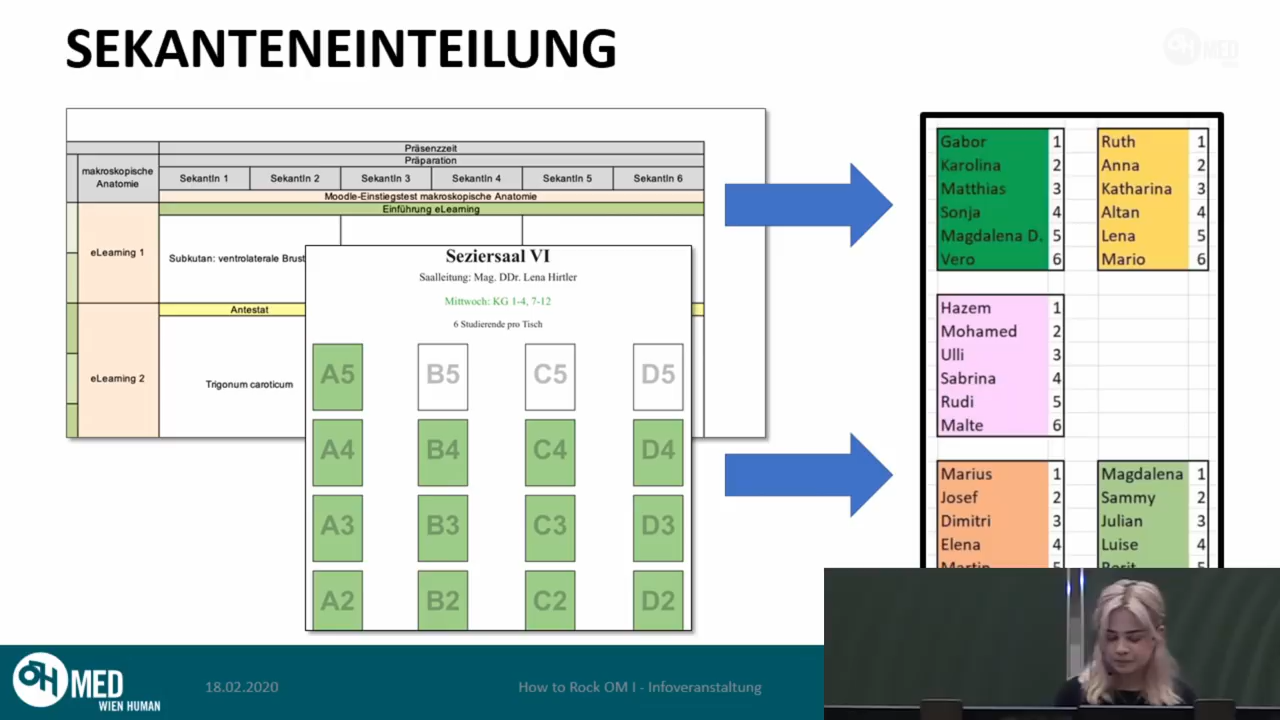 SEKANTENEINTEILUNG
ÖH MED
Präsenzzeit
Präparation
makroskopische
Anatomie
SekantIn 1
SekantIn 2
SekantIn 3
SekantIn 4
SekantIn 5
SekantIn 6
Moodle-Einstiegstest makroskopische Anatomie
Einführung eLearning
eLearning 1
Subkutan: ventrolaterale Brust
Antestat
eLearning 2
Trigonum caroticum
Seziersaal VI
Saalleitung: Mag. DDr. Lena Hirtler
Mittwoch: KG 1-4, 7-12
6 Studierende pro Tisch
A5 B5 C5 D5
A4 B4 C4 D4
A3 B3 C3 D3
A2 B2 C2 D2
Gabor 1
Karolina 2
Matthias 3
Sonja 4
Magdalena D. 5
Vero 6
Ruth 1
Anna 2
Katharina 3
Altan 4
Lena 5
Mario 6
Hazem 1
Mohamed 2
Ulli 3
Sabrina 4
Rudi 5
Malte 6
Marius 1
Josef 2
Dimitri 3
Elena 4
Martin 5
Magdalena 1
Sammy 2
Julian 3
Luise 4
Berit 5
ÖH MED
WIEN HUMAN
18.02.2020
How to Rock OM I - Infoveranstaltung